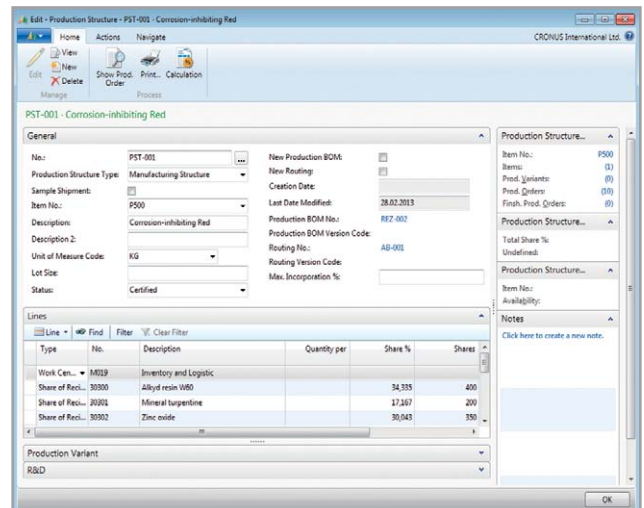 Edit - Production Structure - PST-001 · Corrosion-inhibiting Red
Home Actions Navigate CRONUS International Ltd.
Edit
View
New
Delete
Manage
Show Prod. Order
Print...
Calculation
Process
PST-001 · Corrosion-inhibiting Red
General
No.: PST-001
Production Structure Type: Manufacturing Structure
Sample Shipment:
Item No.: P500
Description: Corrosion-inhibiting Red
Description 2:
Unit of Measure Code: KG
Lot Size:
Status: Certified
New Production BOM:
New Routing:
Creation Date:
Last Date Modified: 28.02.2013
Production BOM No.: REZ-002
Production BOM Version Code:
Routing No.: AB-001
Routing Version Code:
Max. Incorporation %:
Lines
Line Find Filter Clear Filter
Type No. Description Quantity per Share % Shares
Work Cen... M019 Inventory and Logistic
Share of Reci... 30300 Alkyd resin W60 34,335 400
Share of Reci... 30301 Mineral turpentine 17,167 200
Share of Reci... 30302 Zinc oxide 30,043 350
Production Variant
R&D
Production Structure...
Item No.: P500
Items: (1)
Prod. Variants: (0)
Prod. Orders: (10)
Finsh. Prod. Orders: (0)
Production Structure...
Total Share %:
Undefined:
Production Structure...
Item No.:
Availability:
Notes
Click here to create a new note.
OK